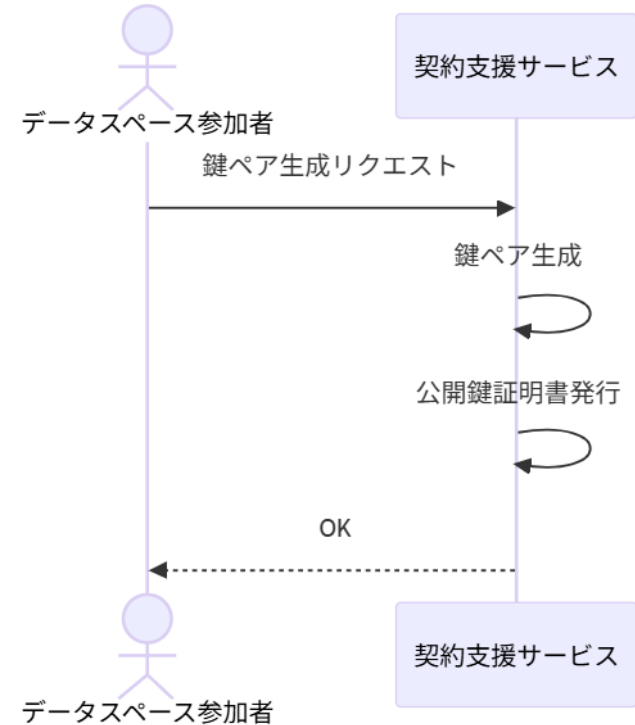 契約支援サービス
データスペース参加者
鍵ペア生成リクエスト
鍵ペア生成
公開鍵証明書発行
OK
契約支援サービス
データスペース参加者